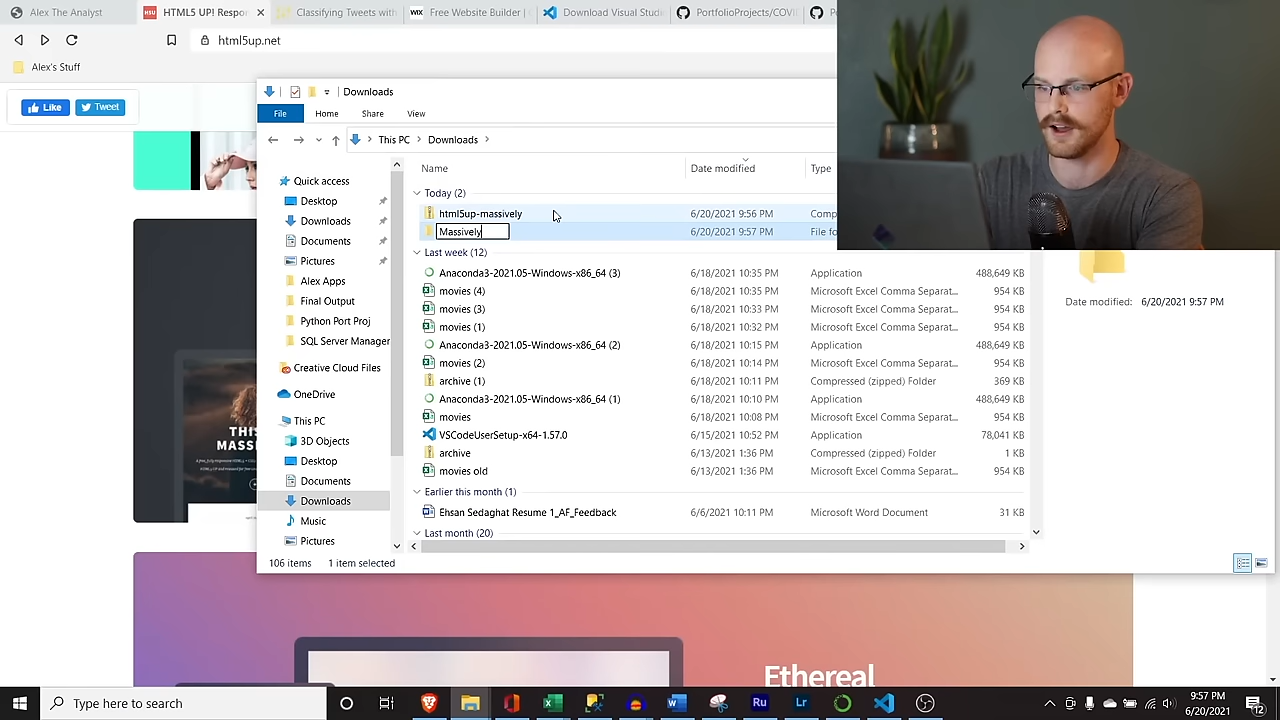 Alex The Analyst
HTML5 UP! Respon
Classifying Tweets with
WIX Free Website Builder | C
Download Visual Studi
PortfolioProjects/COVI
html5up.net
Alex's Stuff
Like
Tweet
Downloads
File Home Share View
This PC > Downloads >
Quick access
Desktop
Downloads
Documents
Pictures
Alex Apps
Final Output
Python Port Proj
SQL Server Manager
Creative Cloud Files
OneDrive
This PC
3D Objects
Desktop
Documents
Downloads
Music
Pictures
Name Date modified Type
Today (2)
html5up-massively 6/20/2021 9:56 PM Comp
Massively 6/20/2021 9:57 PM File fo
Last week (12)
Anaconda3-2021.05-Windows-x86_64 (3) 6/18/2021 10:35 PM Application 488,649 KB
movies (4) 6/18/2021 10:35 PM Microsoft Excel Comma Separat... 954 KB
movies (3) 6/18/2021 10:33 PM Microsoft Excel Comma Separat... 954 KB
movies (1) 6/18/2021 10:32 PM Microsoft Excel Comma Separat... 954 KB
Anaconda3-2021.05-Windows-x86_64 (2) 6/18/2021 10:15 PM Application 488,649 KB
movies (2) 6/18/2021 10:14 PM Microsoft Excel Comma Separat... 954 KB
archive (1) 6/18/2021 10:11 PM Compressed (zipped) Folder 369 KB
Anaconda3-2021.05-Windows-x86_64 (1) 6/18/2021 10:10 PM Application 488,649 KB
movies 6/18/2021 10:08 PM Microsoft Excel Comma Separat... 954 KB
VSCodeUserSetup-x64-1.57.0 6/15/2021 10:52 PM Application 78,041 KB
archive 6/13/2021 1:36 PM Compressed (zipped) Folder 1 KB
movies old 6/13/2021 1:36 PM Microsoft Excel Comma Separat... 954 KB
Earlier this month (1)
Ehsan Sedaghat Resume 1_AF_Feedback 6/6/2021 10:11 PM Microsoft Word Document 31 KB
Last month (20)
Date modified: 6/20/2021 9:57 PM
106 items 1 item selected
THI
MASS
Ethereal
Type here to search
Ru
Lr
9:57 PM
6/20/2021